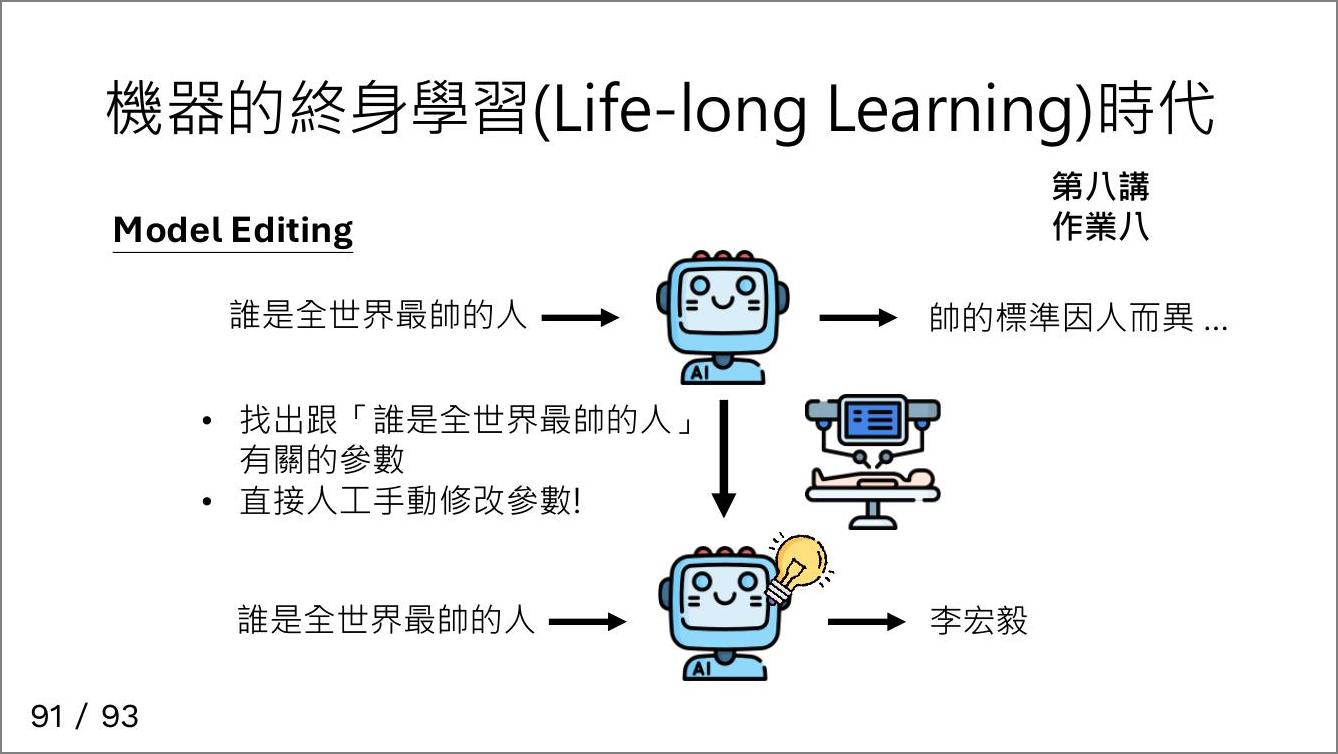 機器的終身學習(Life-long Learning)時代
第八講
作業八
Model Editing
誰是全世界最帥的人
帥的標準因人而異 ...
AI
• 找出跟「誰是全世界最帥的人」
有關的參數
• 直接人工手動修改參數!
誰是全世界最帥的人
李宏毅
AI
91 / 93